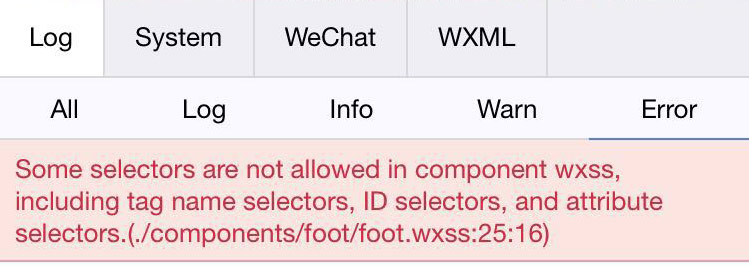 Log System WeChat WXML
All Log Info Warn Error
Some selectors are not allowed in component wxss,
including tag name selectors, ID selectors, and attribute
selectors.(./components/foot/foot.wxss:25:16)